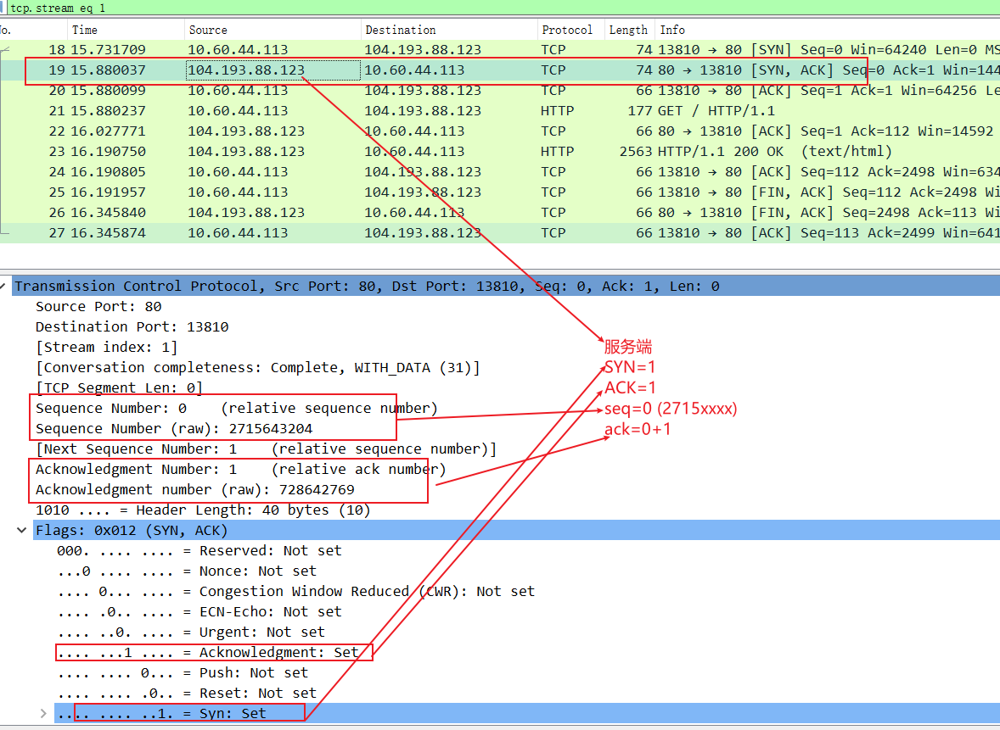 tcp.stream eq 1
No. Time Source Destination Protocol Length Info
18 15.731709 10.60.44.113 104.193.88.123 TCP 74 13810 → 80 [SYN] Seq=0 Win=64240 Len=0 MS
19 15.880037 104.193.88.123 10.60.44.113 TCP 74 80 → 13810 [SYN, ACK] Seq=0 Ack=1 Win=144
20 15.880099 10.60.44.113 104.193.88.123 TCP 66 13810 → 80 [ACK] Seq=1 Ack=1 Win=64256 Le
21 15.880237 10.60.44.113 104.193.88.123 HTTP 177 GET / HTTP/1.1
22 16.027771 104.193.88.123 10.60.44.113 TCP 66 80 → 13810 [ACK] Seq=1 Ack=112 Win=14592
23 16.190750 104.193.88.123 10.60.44.113 HTTP 2563 HTTP/1.1 200 OK (text/html)
24 16.190805 10.60.44.113 104.193.88.123 TCP 66 13810 → 80 [ACK] Seq=112 Ack=2498 Win=634
25 16.191957 10.60.44.113 104.193.88.123 TCP 66 13810 → 80 [FIN, ACK] Seq=112 Ack=2498 Wi
26 16.345840 104.193.88.123 10.60.44.113 TCP 66 80 → 13810 [FIN, ACK] Seq=2498 Ack=113 Wi
27 16.345874 10.60.44.113 104.193.88.123 TCP 66 13810 → 80 [ACK] Seq=113 Ack=2499 Win=641
Transmission Control Protocol, Src Port: 80, Dst Port: 13810, Seq: 0, Ack: 1, Len: 0
Source Port: 80
Destination Port: 13810
[Stream index: 1]
[Conversation completeness: Complete, WITH_DATA (31)]
[TCP Segment Len: 0]
Sequence Number: 0 (relative sequence number)
Sequence Number (raw): 2715643204
[Next Sequence Number: 1 (relative sequence number)]
Acknowledgment Number: 1 (relative ack number)
Acknowledgment number (raw): 728642769
1010 .... = Header Length: 40 bytes (10)
Flags: 0x012 (SYN, ACK)
000. .... .... = Reserved: Not set
...0 .... .... = Nonce: Not set
.... 0... .... = Congestion Window Reduced (CWR): Not set
.... .0.. .... = ECN-Echo: Not set
.... ..0. .... = Urgent: Not set
.... ...1 .... = Acknowledgment: Set
.... .... 0... = Push: Not set
.... .... .0.. = Reset: Not set
.... .... ..1. = Syn: Set
服务端
SYN=1
ACK=1
seq=0 (2715xxxx)
ack=0+1